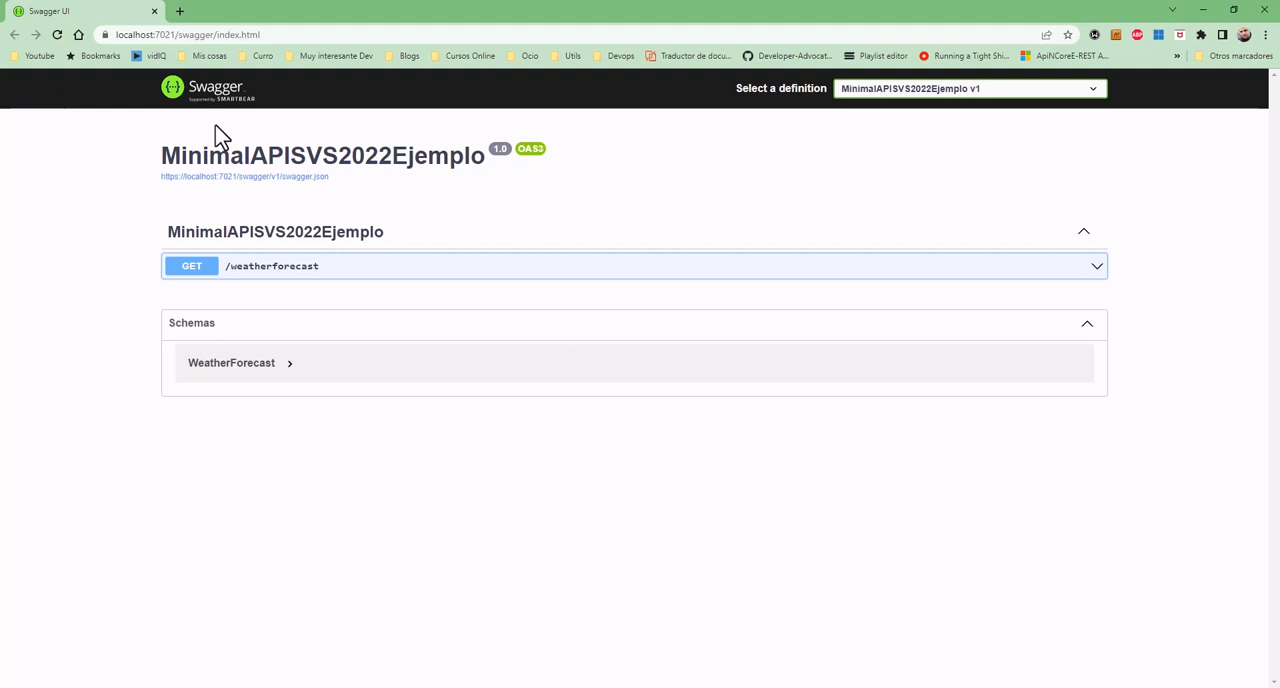 Swagger UI
localhost:7021/swagger/index.html
Youtube Bookmarks vidIQ Mis cosas Curro Muy interesante Dev Blogs Cursos Online Ocio Utils Devops Traductor de docu... Developer-Advocat... Playlist editor Running a Tight Shi... ApiNCoreE-REST A... » Otros marcadores
Swagger
Supported by SMARTBEAR
Select a definition MinimalAPISVS2022Ejemplo v1
MinimalAPISVS2022Ejemplo 1.0 OAS3
https://localhost:7021/swagger/v1/swagger.json
MinimalAPISVS2022Ejemplo
GET /weatherforecast
Schemas
WeatherForecast